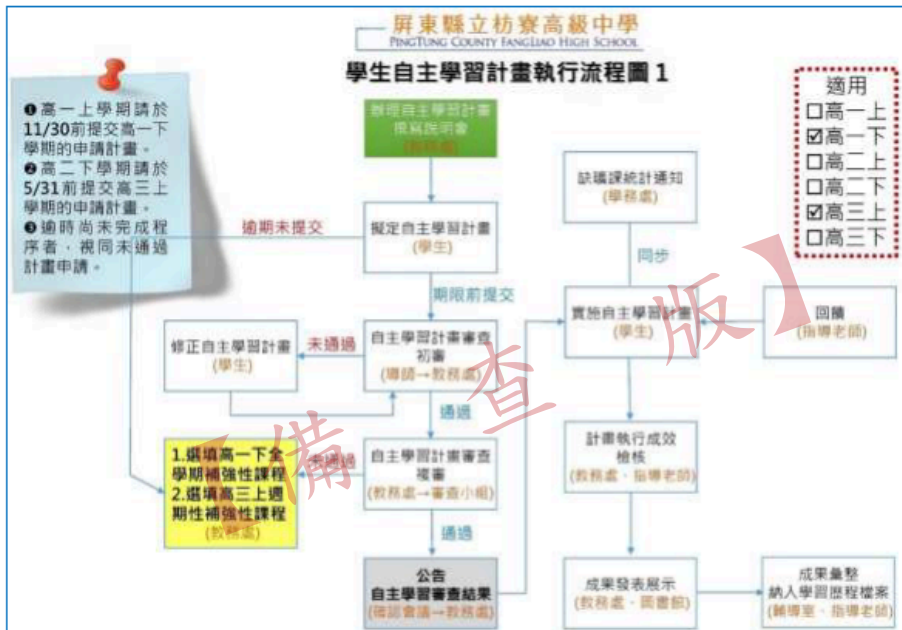 屏東縣立枋寮高級中學
PINGTUNG COUNTY FANGLIAO HIGH SCHOOL
學生自主學習計畫執行流程圖 1
❶高一上學期請於
11/30前提交高一下
學期的申請計畫。
❷高二下學期請於
5/31前提交高三上
學期的申請計畫。
❸逾時尚未完成程
序者，視同未通過
計畫申請。
適用
☐高一上
☑高一下
☐高二上
☐高二下
☑高三上
☐高三下
辦理自主學習計畫
撰寫說明會
(教務處)
逾期未提交
擬定自主學習計畫
(學生)
期限前提交
修正自主學習計畫
(學生)
未通過
自主學習計畫審查
初審
(導師→教務處)
通過
1.選填高一下全
學期補強性課程
2.選填高三上週
期性補強性課程
(教務處)
未通過
自主學習計畫審查
複審
(教務處→審查小組)
通過
公告
自主學習審查結果
(確認會議→教務處)
缺曠課統計通知
(學務處)
同步
實施自主學習計畫
(學生)
回饋
(指導老師)
計畫執行成效
檢核
(教務處、指導老師)
成果發表展示
(教務處、圖書館)
成果彙整
納入學習歷程檔案
(輔導室、指導老師)
【備查版】